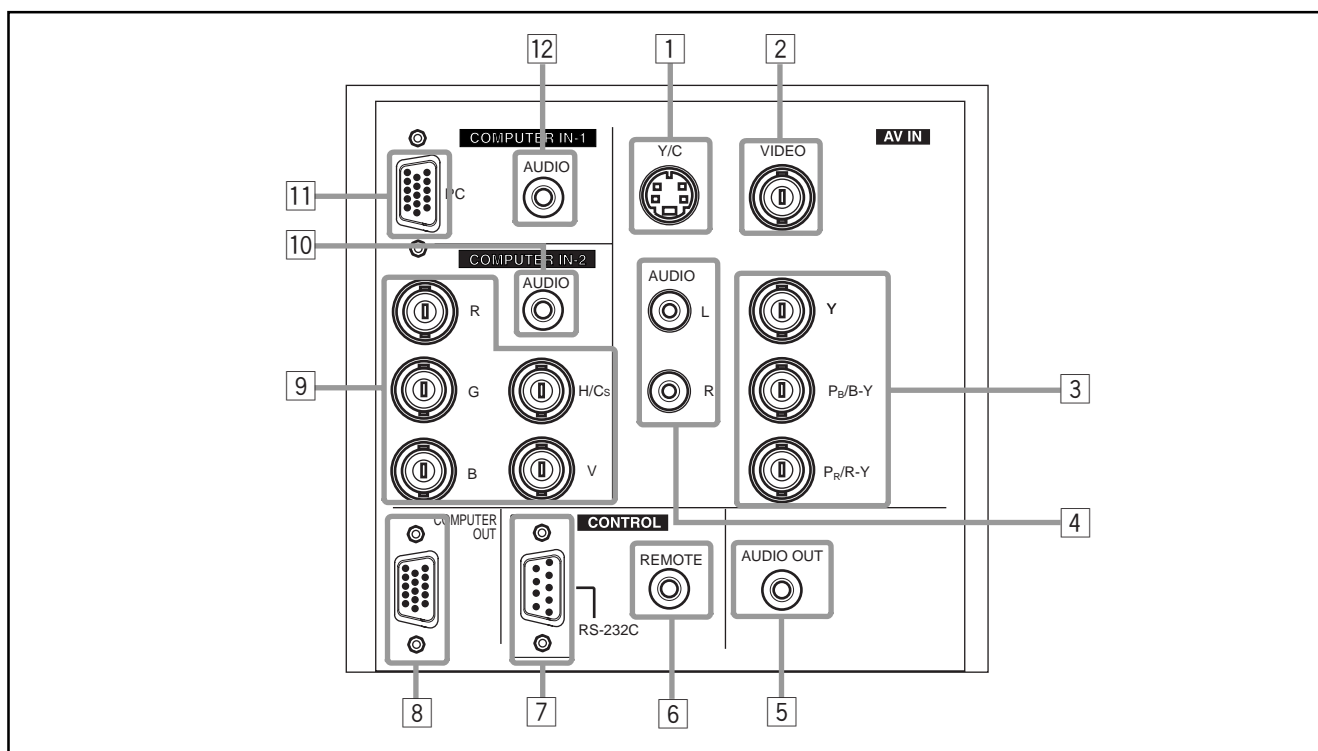 12
1
2
COMPUTER IN-1
AV IN
AUDIO
Y/C
VIDEO
11
PC
10
COMPUTER IN-2
AUDIO
AUDIO
R
L
Y
9
G
H/Cs
R
PB/B-Y
3
B
V
PR/R-Y
4
COMPUTER
OUT
CONTROL
REMOTE
AUDIO OUT
RS-232C
8
7
6
5